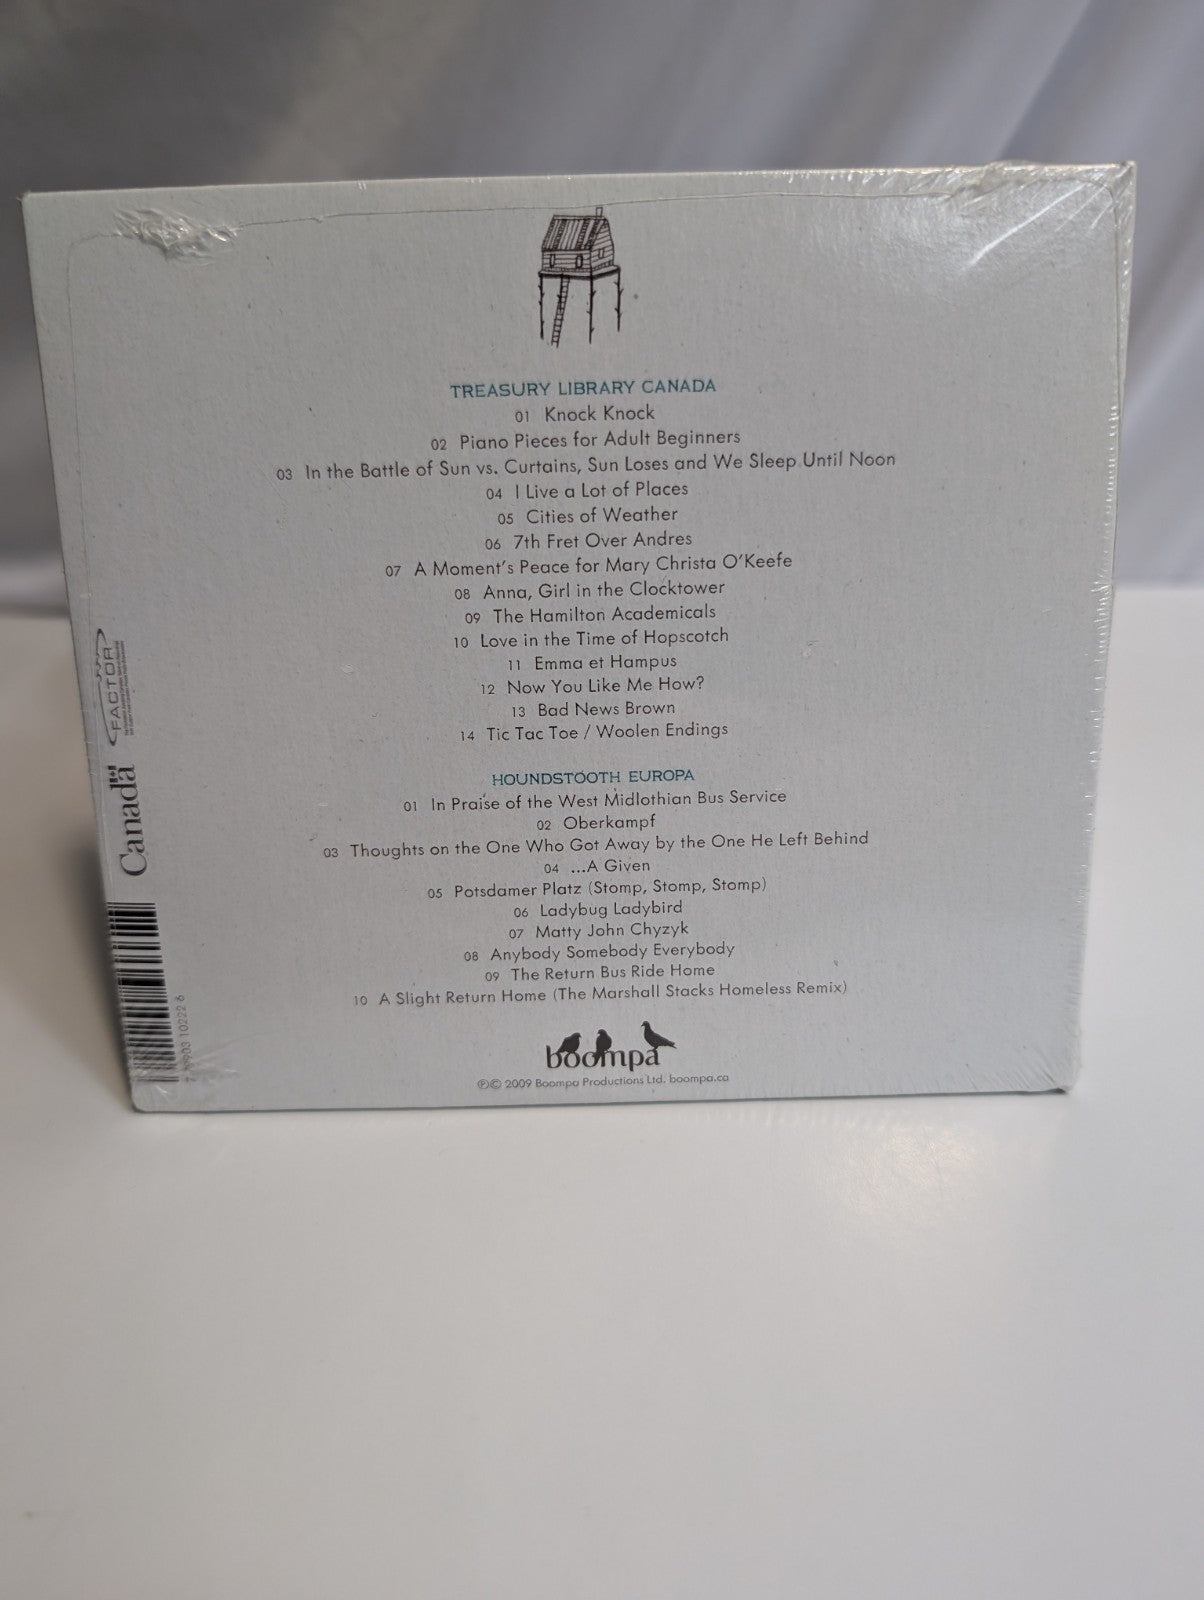 TREASURY LIBRARY CANADA
01 Knock Knock
02 Piano Pieces for Adult Beginners
03 In the Battle of Sun vs. Curtains, Sun Loses and We Sleep Until Noon
04 I Live a Lot of Places
05 Cities of Weather
06 7th Fret Over Andres
07 A Moment's Peace for Mary Christa O'Keefe
08 Anna, Girl in the Clocktower
09 The Hamilton Academicals
10 Love in the Time of Hopscotch
11 Emma et Hampus
12 Now You Like Me How?
13 Bad News Brown
14 Tic Tac Toe / Woolen Endings
HOUNDSTOOTH EUROPA
01 In Praise of the West Midlothian Bus Service
02 Oberkampf
03 Thoughts on the One Who Got Away by the One He Left Behind
04 ...A Given
05 Potsdamer Platz (Stomp, Stomp, Stomp)
06 Ladybug Ladybird
07 Matty John Chyzyk
08 Anybody Somebody Everybody
09 The Return Bus Ride Home
10 A Slight Return Home (The Marshall Stacks Homeless Remix)
boompa
℗© 2009 Boompa Productions Ltd. boompa.ca
FACTOR
Canada
10222 6